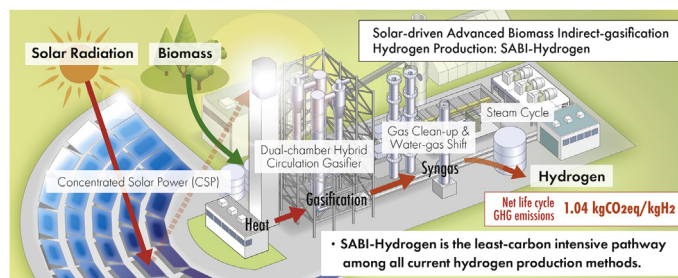 Solar-driven Advanced Biomass Indirect-gasification
Hydrogen Production: SABI-Hydrogen
Solar Radiation
Biomass
Steam Cycle
Gas Clean-up &
Water-gas Shift
Dual-chamber Hybrid
Circulation Gasifier
Concentrated Solar Power (CSP)
Heat
Gasification
Syngas
Hydrogen
Net life cycle
GHG emissions
1.04 kgCO2eq/kgH2
・SABI-Hydrogen is the least-carbon intensive pathway
among all current hydrogen production methods.